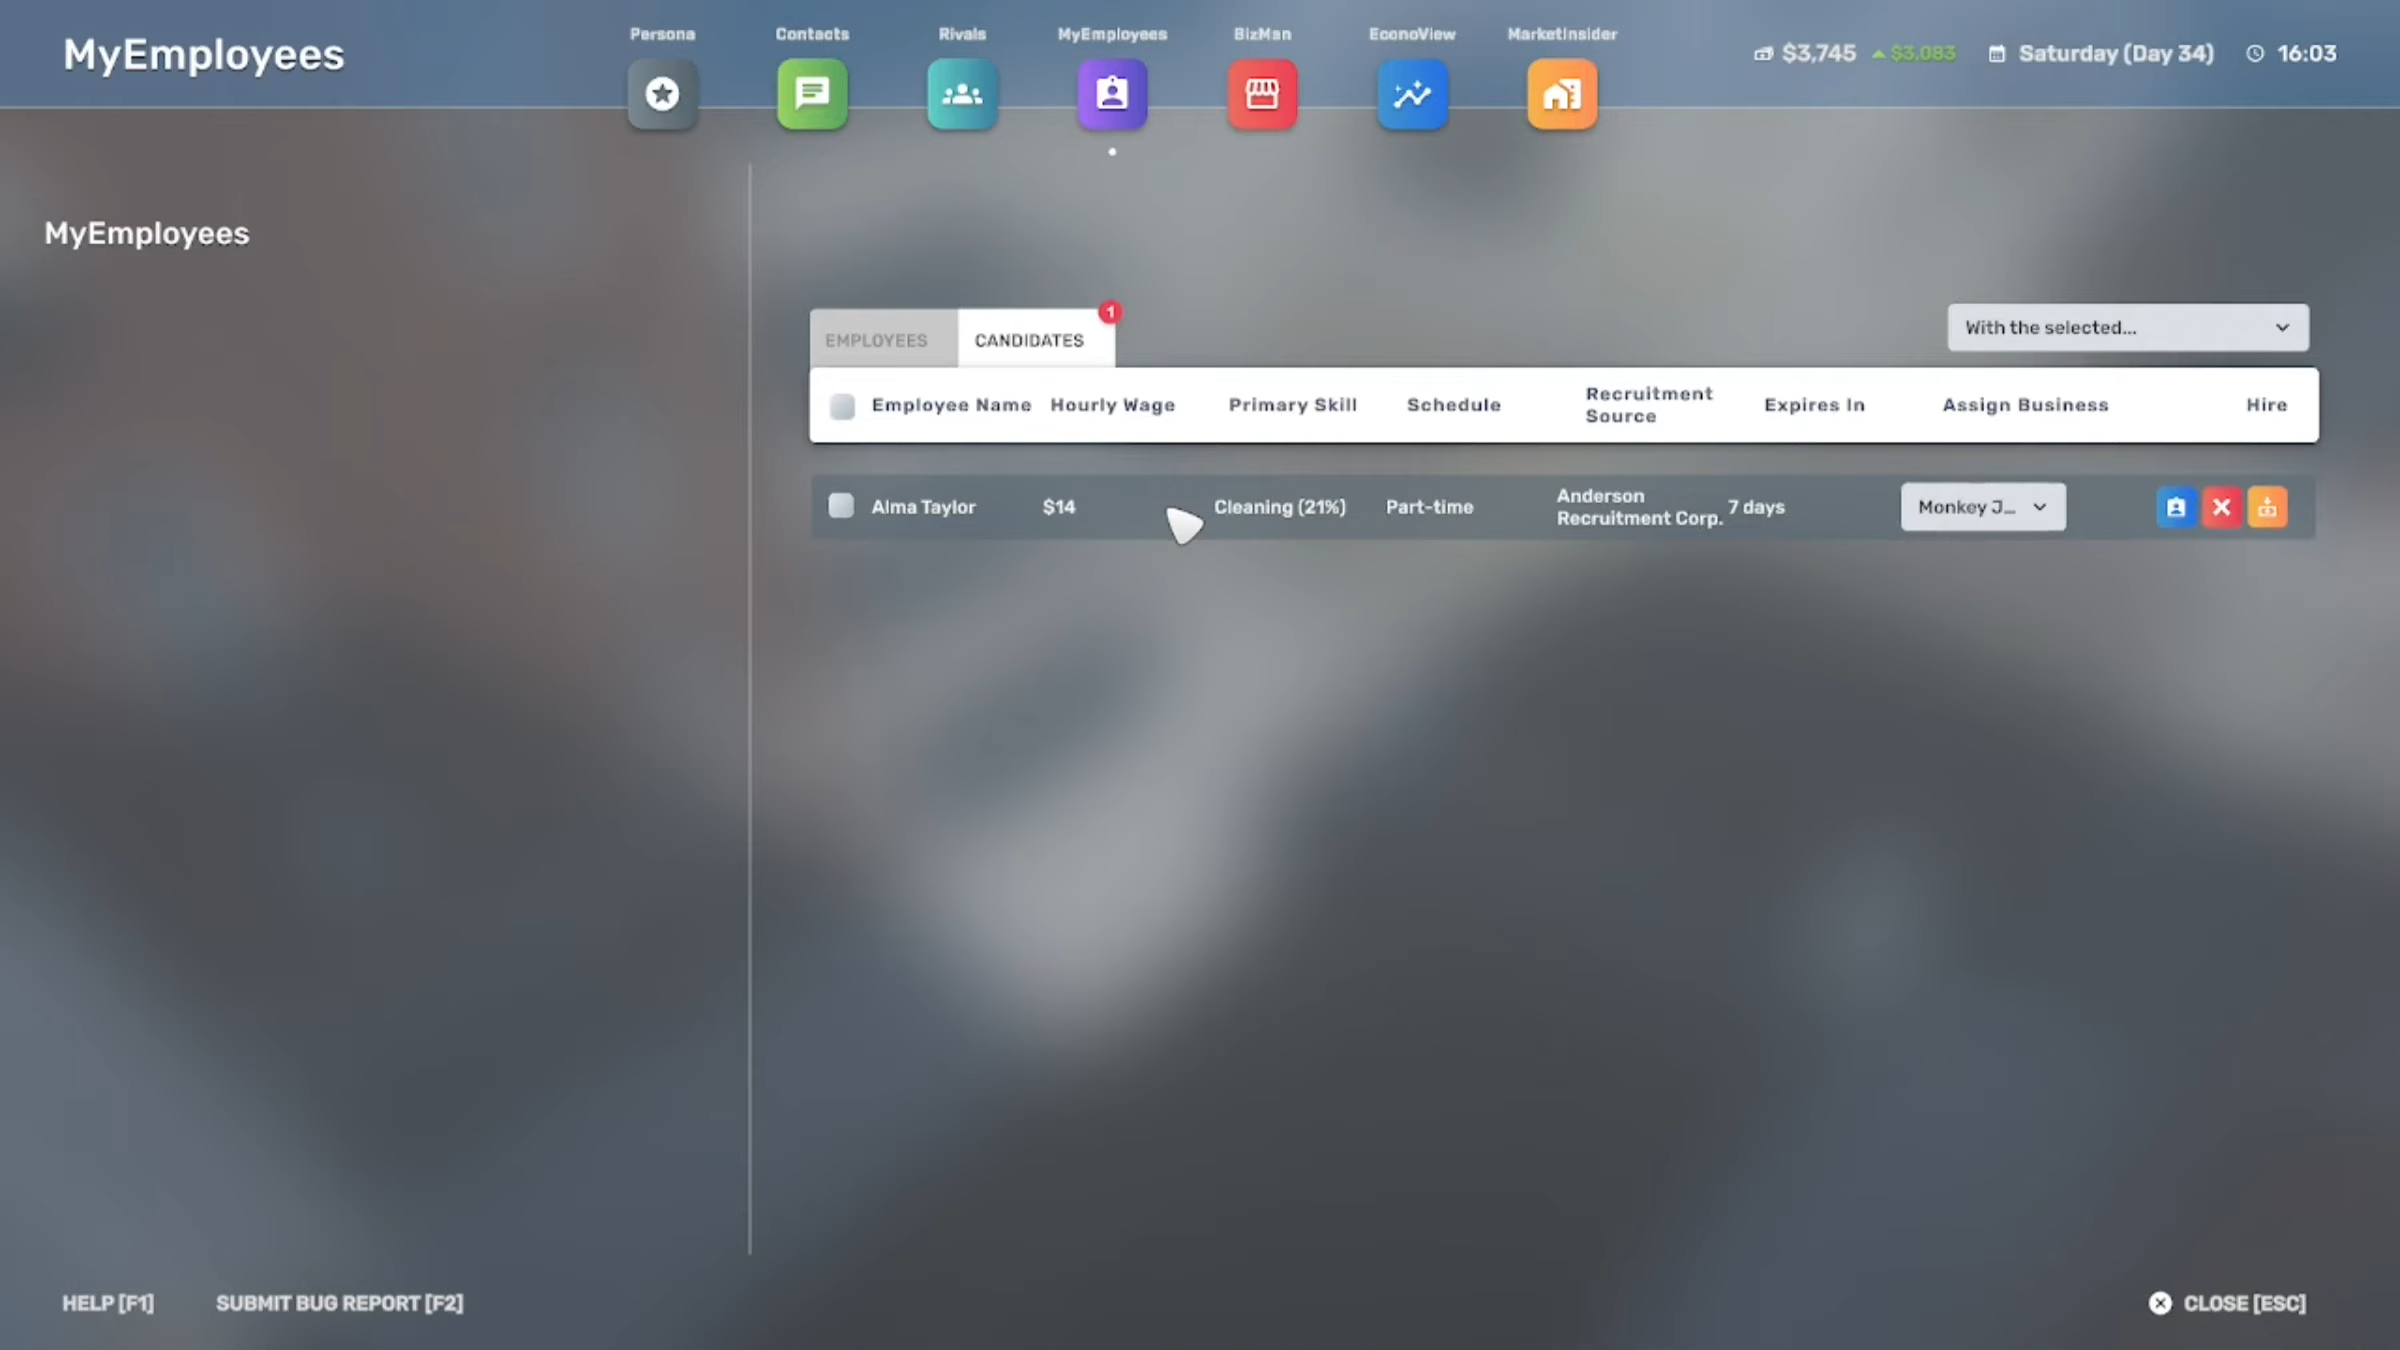 MyEmployees
Persona
Contacts
Rivals
MyEmployees
BizMan
EconoView
MarketInsider
$3,745
$3,083
Saturday (Day 34)
16:03
MyEmployees
EMPLOYEES
CANDIDATES
1
With the selected...
Employee Name
Hourly Wage
Primary Skill
Schedule
Recruitment
Source
Expires In
Assign Business
Hire
Alma Taylor
$14
Cleaning (21%)
Part-time
Anderson
Recruitment Corp.
7 days
Monkey J...
HELP [F1]
SUBMIT BUG REPORT [F2]
CLOSE [ESC]